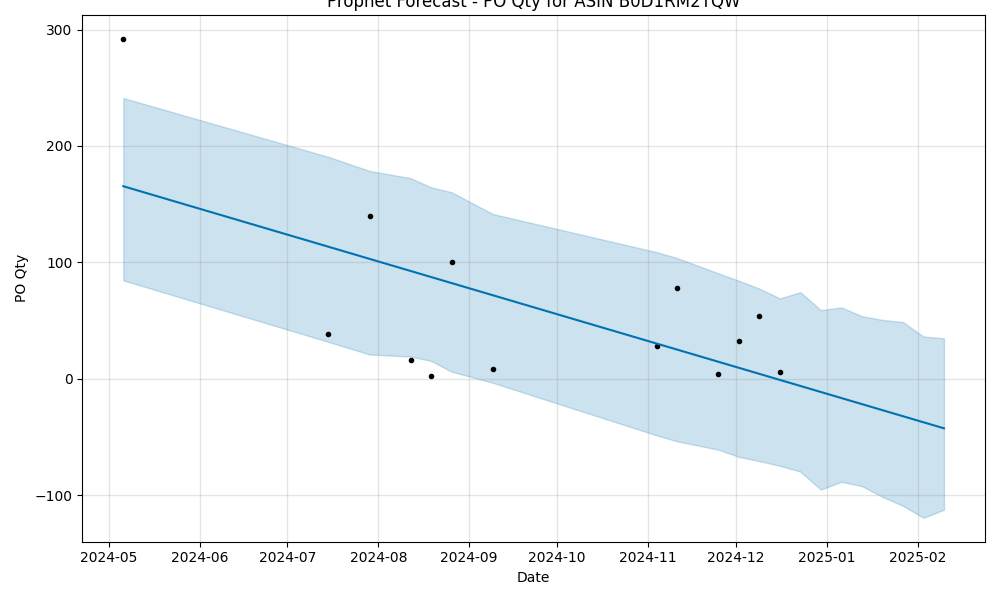 Prophet Forecast - PO Qty for ASIN B0D1RM2TQW
300
200
100
0
−100
PO Qty
2024-05 2024-06 2024-07 2024-08 2024-09 2024-10 2024-11 2024-12 2025-01 2025-02
Date